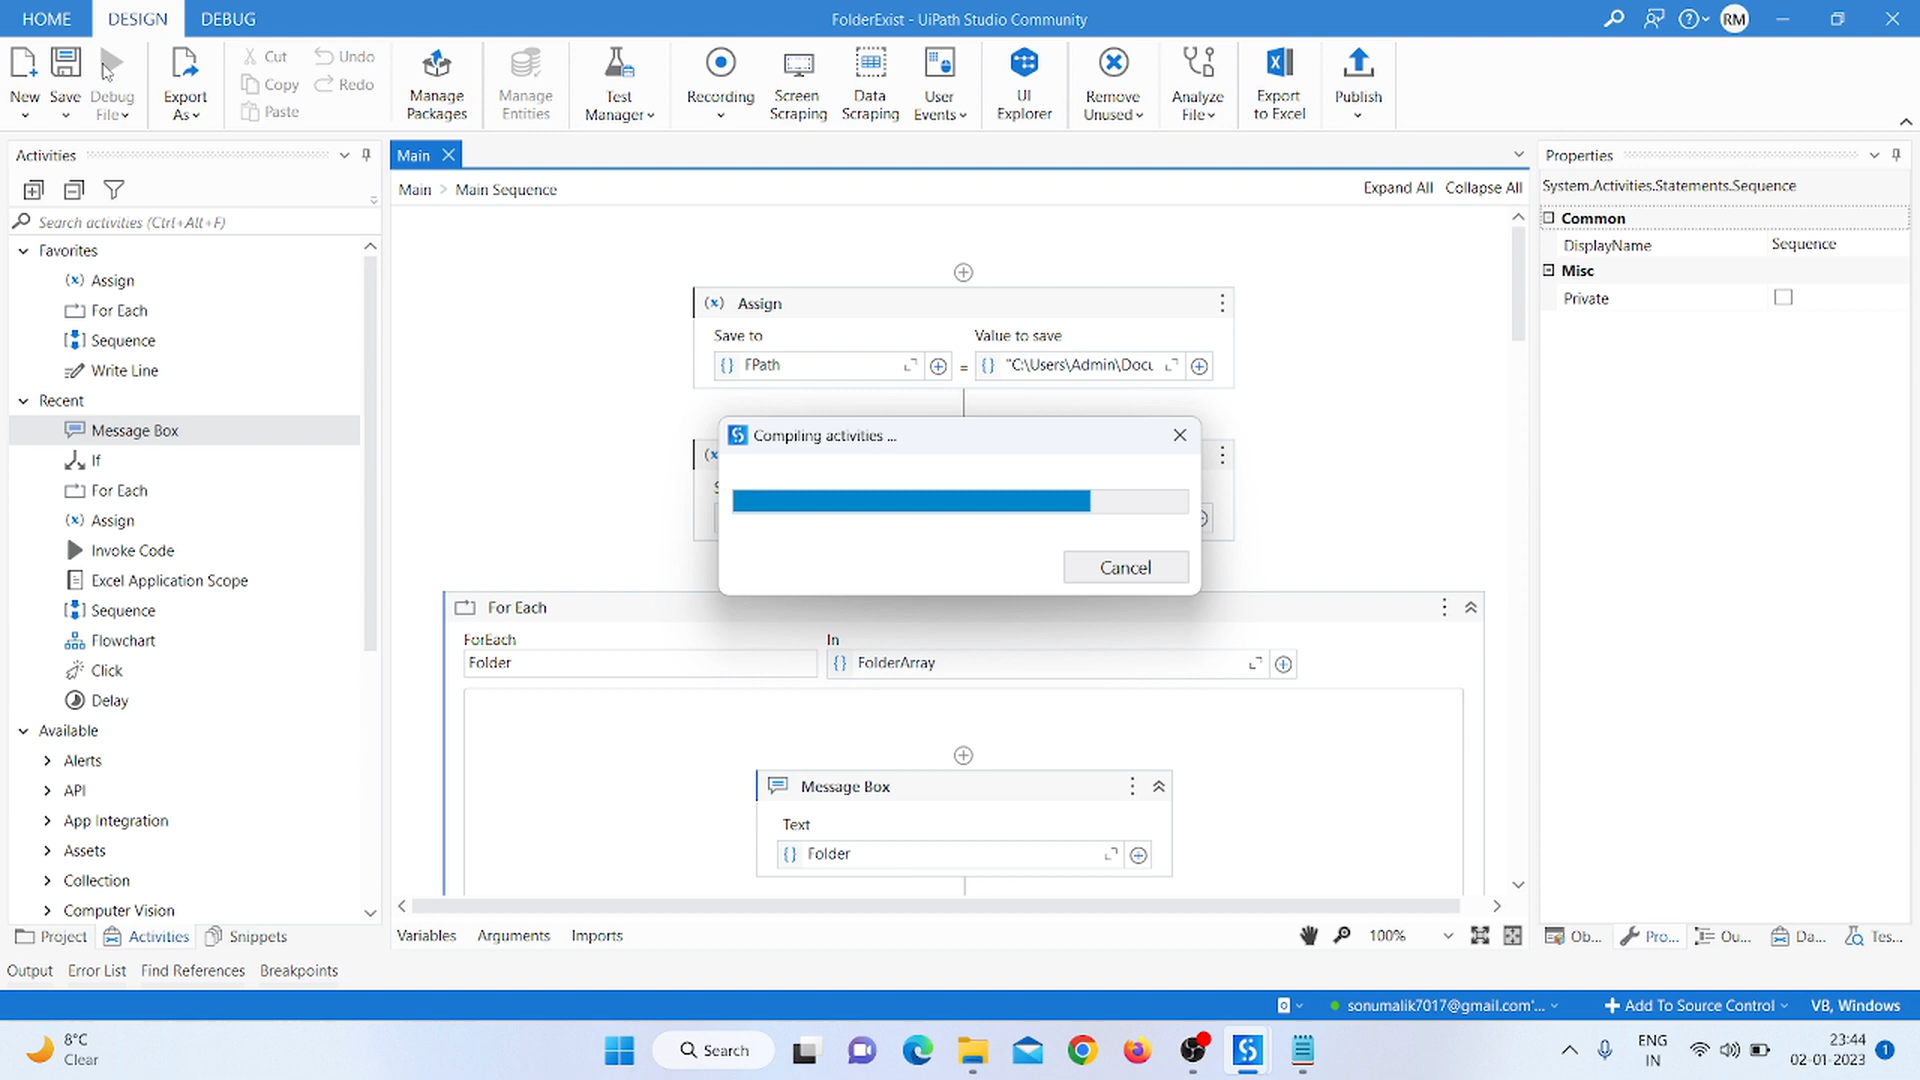 HOME DESIGN DEBUG FolderExist - UiPath Studio Community RM
New Save Debug File Export As Cut Copy Paste Undo Redo Manage Packages Manage Entities Test Manager Recording Screen Scraping Data Scraping User Events UI Explorer Remove Unused Analyze File Export to Excel Publish
Activities
Search activities (Ctrl+Alt+F)
Favorites
Assign
For Each
Sequence
Write Line
Recent
Message Box
If
For Each
Assign
Invoke Code
Excel Application Scope
Sequence
Flowchart
Click
Delay
Available
Alerts
API
App Integration
Assets
Collection
Computer Vision
Project Activities Snippets
Main
Main > Main Sequence Expand All Collapse All
Assign
Save to Value to save
FPath = "C:\Users\Admin\Docu
Compiling activities ...
Cancel
For Each
ForEach In
Folder FolderArray
Message Box
Text
Folder
Variables Arguments Imports 100%
Properties
System.Activities.Statements.Sequence
Common
DisplayName Sequence
Misc
Private
Ob... Pro... Ou... Da... Tes...
Output Error List Find References Breakpoints
sonumalik7017@gmail.com'... Add To Source Control VB, Windows
8°C
Clear
Search
ENG
IN
23:44
02-01-2023
1